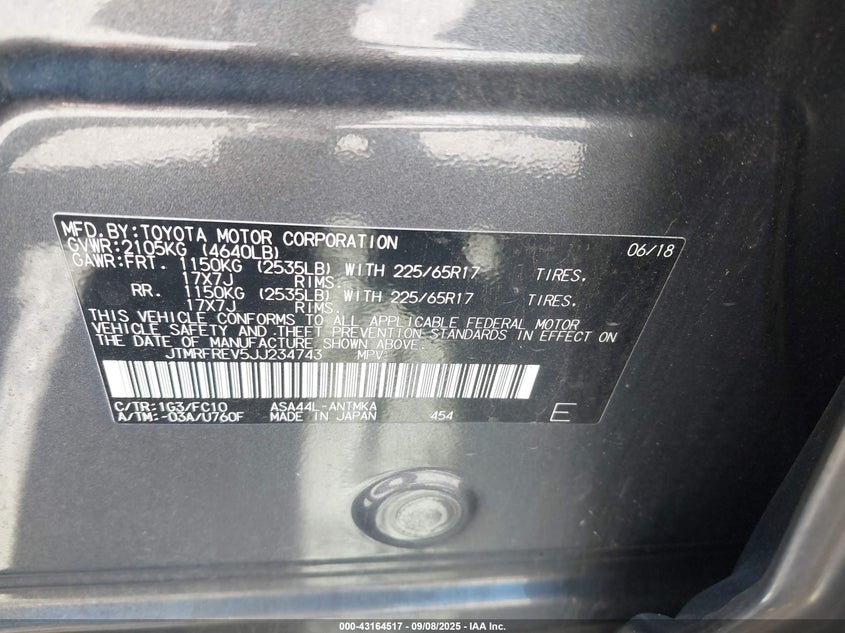 MFD.BY:TOYOTA MOTOR CORPORATION 06/18
GVWR:2105KG (4640LB)
GAWR:FRT. 1150KG (2535LB) WITH 225/65R17 TIRES.
17X7J RIMS.
RR. 1150KG (2535LB) WITH 225/65R17 TIRES.
17X7J RIMS.
THIS VEHICLE CONFORMS TO ALL APPLICABLE FEDERAL MOTOR
VEHICLE SAFETY AND THEFT PREVENTION STANDARDS IN EFFECT ON
THE DATE OF MANUFACTURE SHOWN ABOVE.
JTMRFREV5JJ234743 MPV
C/TR:1G3/FC10 ASA44L-ANTMKA
A/TM:-03A/U760F MADE IN JAPAN 454 E
000-43164517 - 09/08/2025 - IAA Inc.